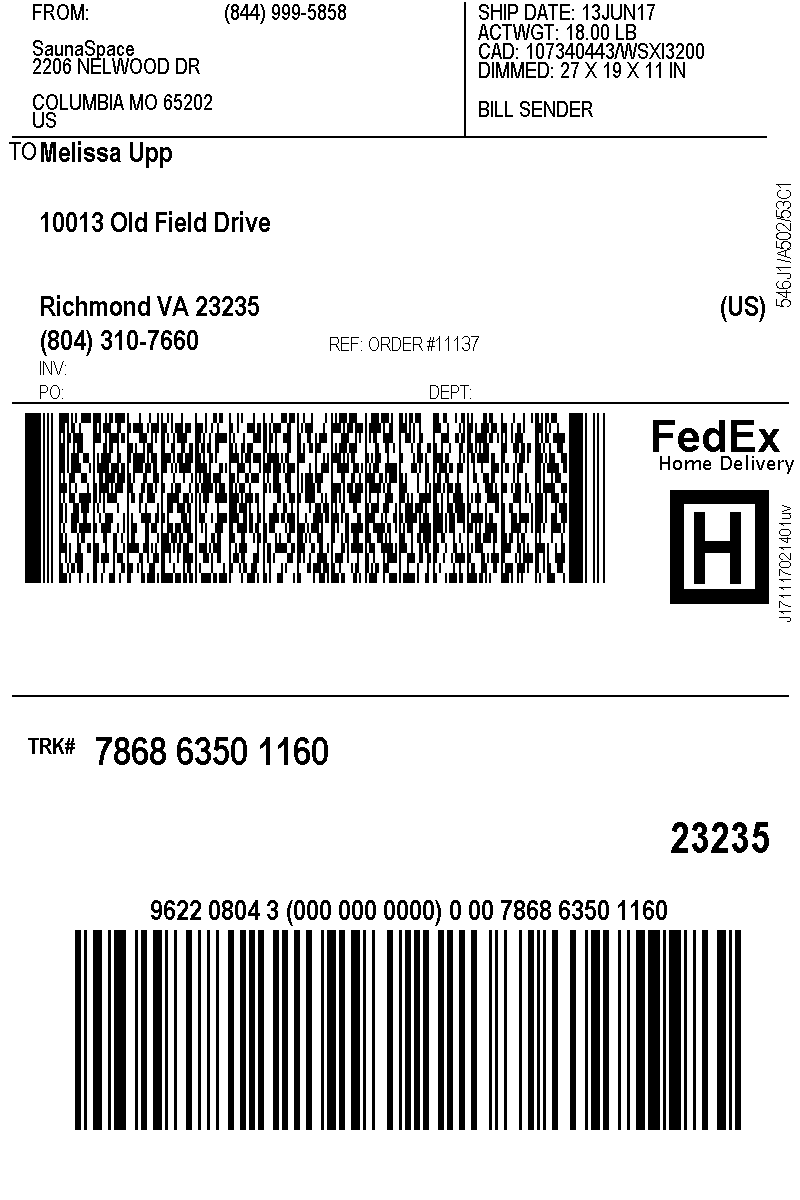 FROM: (844) 999-5858
SaunaSpace
2206 NELWOOD DR
COLUMBIA MO 65202
US
SHIP DATE: 13JUN17
ACTWGT: 18.00 LB
CAD: 107340443/WSXI3200
DIMMED: 27 X 19 X 11 IN
BILL SENDER
TO Melissa Upp
10013 Old Field Drive
Richmond VA 23235 (US)
(804) 310-7660 REF: ORDER #11137
INV:
PO: DEPT:
546J1/A502/53C1
FedEx
Home Delivery
H
J171117021401uv
TRK# 7868 6350 1160
23235
9622 0804 3 (000 000 0000) 0 00 7868 6350 1160